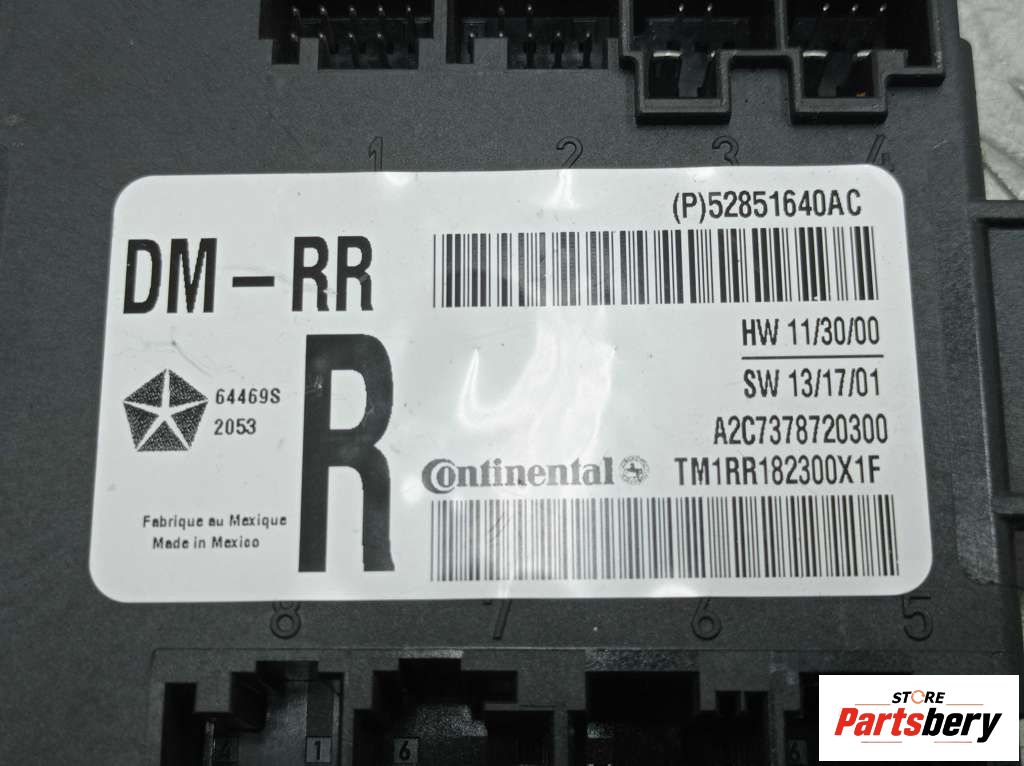 1 2 3 4
(P)52851640AC
DM-RR
HW 11/30/00
SW 13/17/01
64469S
2053
R
A2C7378720300
Continental
TM1RR182300X1F
Fabrique au Mexique
Made in Mexico
8 7 6 5
4 1 6 6
STORE
Partsbery